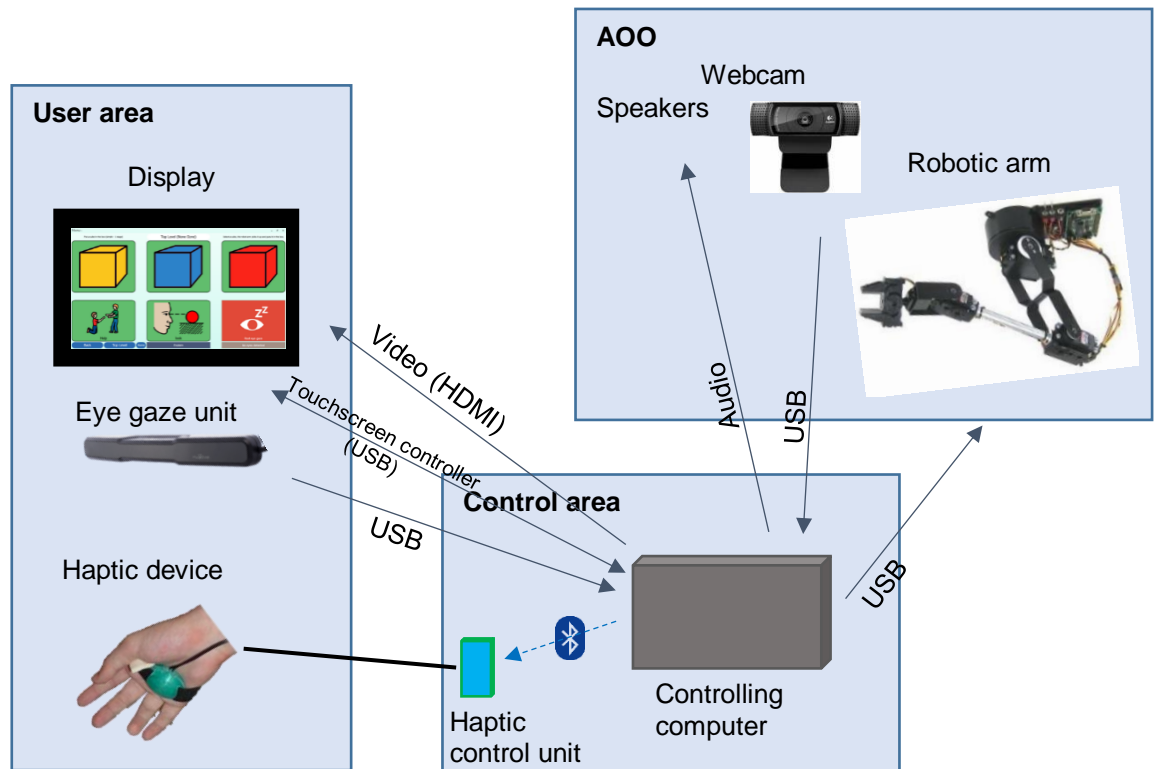 AOO
Webcam
Speakers
Robotic arm
User area
Display
Eye gaze unit
Haptic device
Video (HDMI)
Touchscreen controller
(USB)
USB
Audio
USB
USB
Control area
Haptic
control unit
Controlling
computer